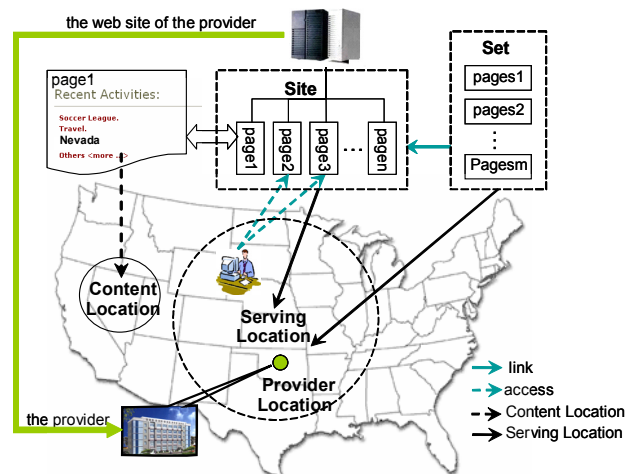 the web site of the provider
page1
Recent Activities:
Soccer League.
Travel.
Nevada
Others <more ...>
Site
page1
page2
page3
...
pagen
Set
pages1
pages2
Pagesm
Content
Location
Serving
Location
Provider
Location
the provider
link
access
Content Location
Serving Location